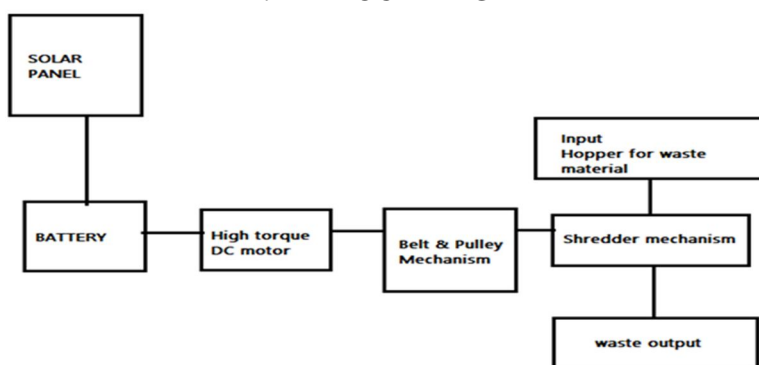 SOLAR
PANEL
Input
Hopper for waste
material
BATTERY
High torque
DC motor
Belt & Pulley
Mechanism
Shredder mechanism
waste output